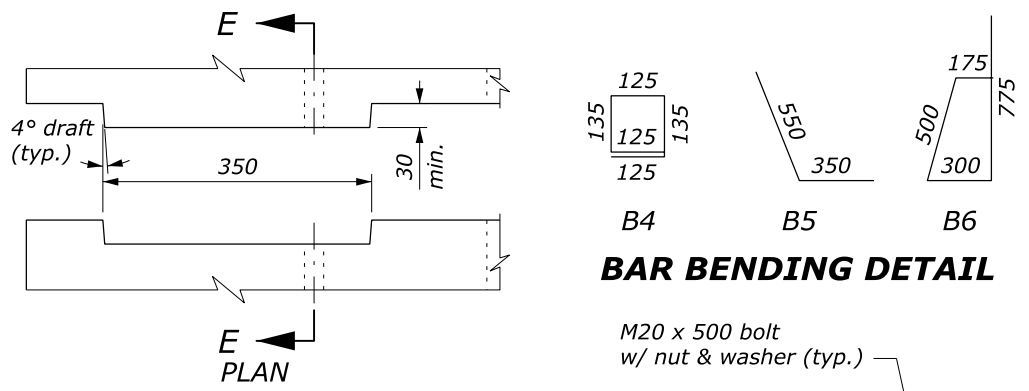 E
4° draft
(typ.)
350
30
min.
E
PLAN
125
135
125
135
125
B4
550
350
B5
175
500
775
300
B6
BAR BENDING DETAIL
M20 x 500 bolt
w/ nut & washer (typ.)